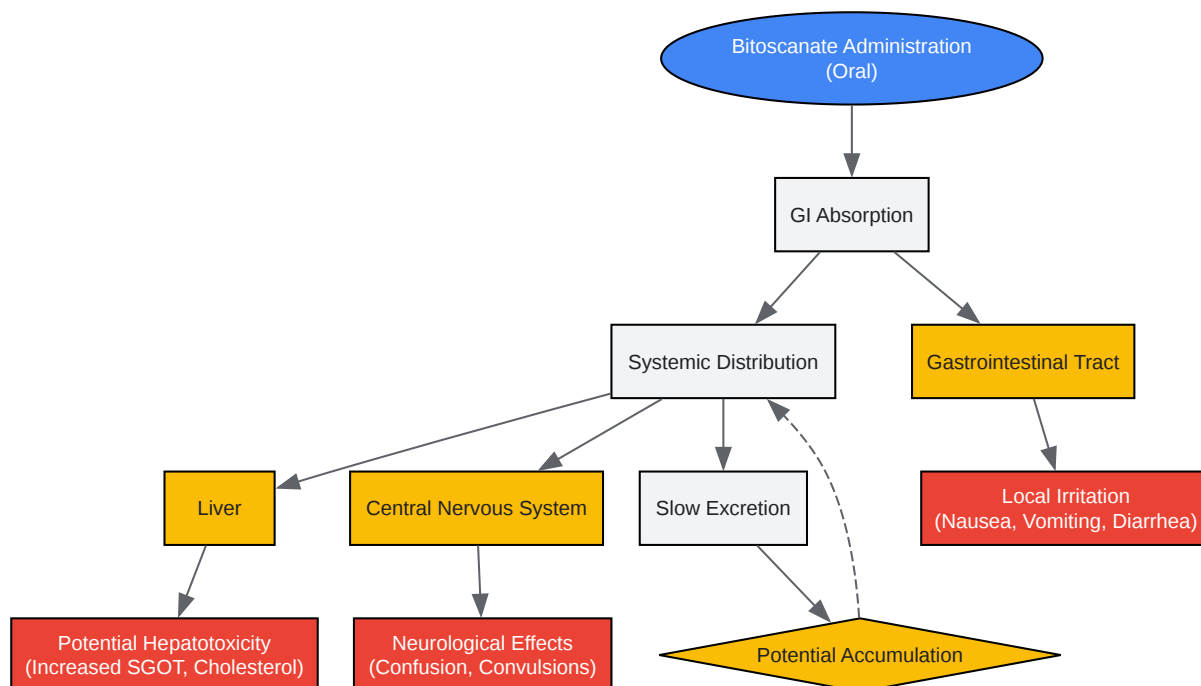 Bitoscanate Administration
(Oral)
GI Absorption
Systemic Distribution
Gastrointestinal Tract
Liver
Central Nervous System
Slow Excretion
Local Irritation
(Nausea, Vomiting, Diarrhea)
Potential Hepatotoxicity
(Increased SGOT, Cholesterol)
Neurological Effects
(Confusion, Convulsions)
Potential Accumulation